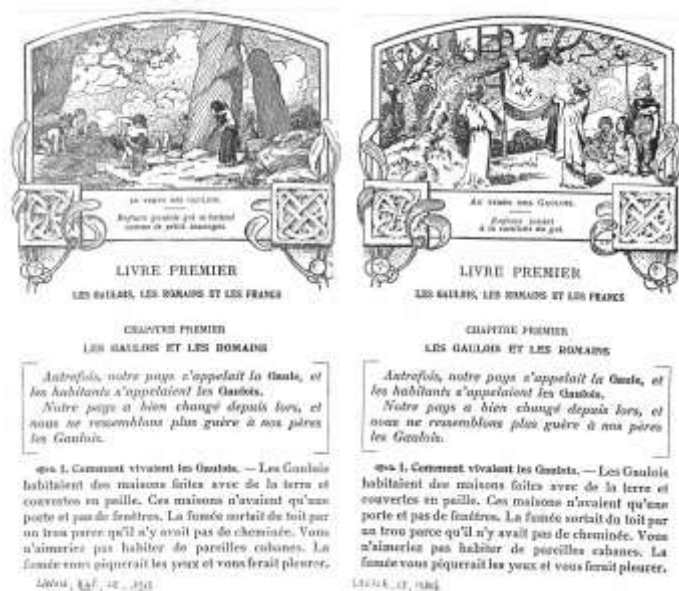 AU TEMPS DES GAULOIS.
LIVRE PREMIER
LES GAULOIS, LES ROMAINS ET LES FRANCS
CHAPITRE PREMIER
LES GAULOIS ET LES ROMAINS
Autrefois, notre pays s'appelait la Gaule, et
les habitants s'appelaient les Gaulois.
Notre pays a bien changé depuis lors, et
nous ne ressemblons plus guère à nos pères
les Gaulois.
1. Comment vivaient les Gaulois. — Les Gaulois
habitaient des maisons faites avec de la terre et
couvertes en paille. Ces maisons n'avaient qu'une
porte et pas de fenêtres. La fumée sortait du toit par
un trou parce qu'il n'y avait pas de cheminée. Vous
n'aimeriez pas habiter de pareilles cabanes. La
fumée vous piquerait les yeux et vous ferait pleurer.
AU TEMPS DES GAULOIS.
Enfants jouant
à la cueillette du gui.
LIVRE PREMIER
LES GAULOIS, LES ROMAINS ET LES FRANCS
CHAPITRE PREMIER
LES GAULOIS ET LES ROMAINS
Autrefois, notre pays s'appelait la Gaule, et
les habitants s'appelaient les Gaulois.
Notre pays a bien changé depuis lors, et
nous ne ressemblons plus guère à nos pères
les Gaulois.
1. Comment vivaient les Gaulois. — Les Gaulois
habitaient des maisons faites avec de la terre et
couvertes en paille. Ces maisons n'avaient qu'une
porte et pas de fenêtres. La fumée sortait du toit par
un trou parce qu'il n'y avait pas de cheminée. Vous
n'aimeriez pas habiter de pareilles cabanes. La
fumée vous piquerait les yeux et vous ferait pleurer.